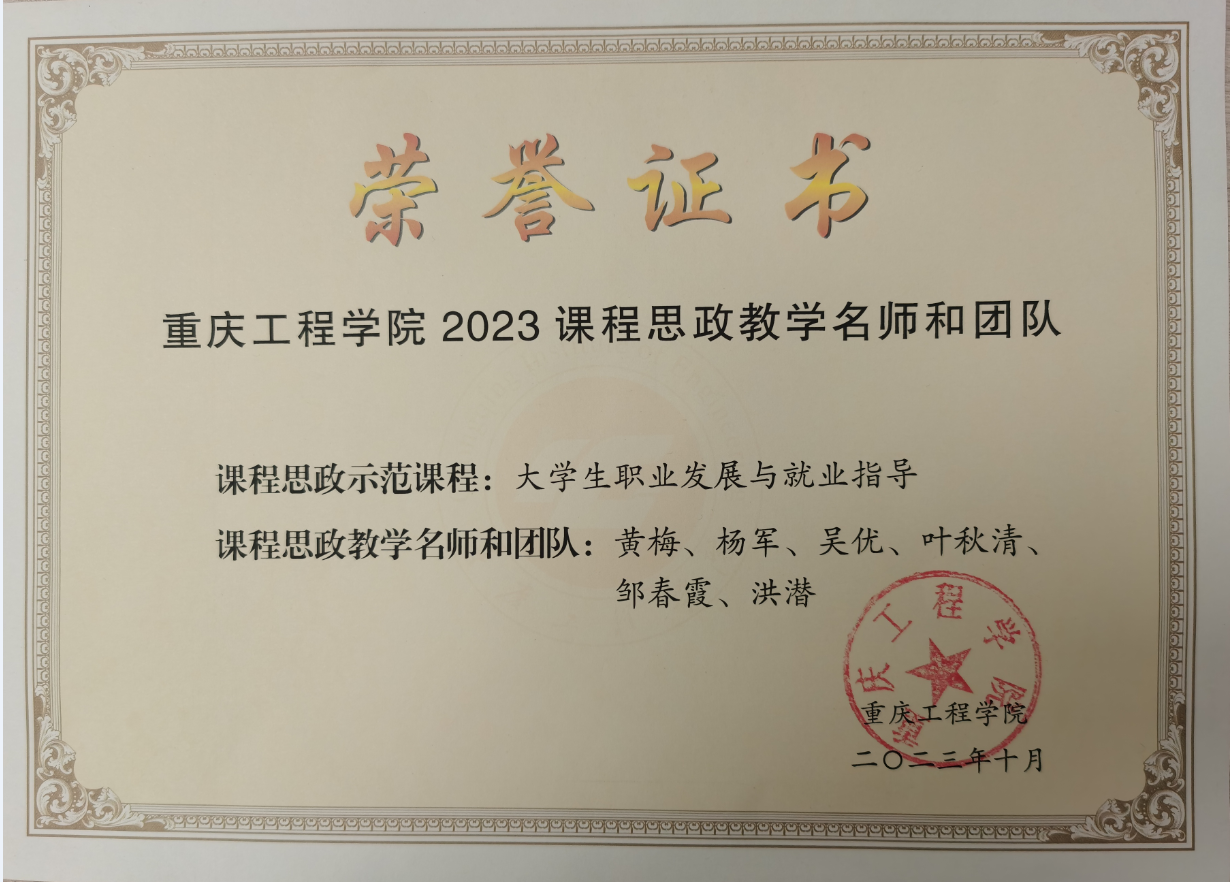 荣誉证书
重庆工程学院 2023 课程思政教学名师和团队
课程思政示范课程：大学生职业发展与就业指导
课程思政教学名师和团队：黄梅、杨军、吴优、叶秋清、
邹春霞、洪潜
重庆工程学院
重庆工程学院
二〇二三年十月